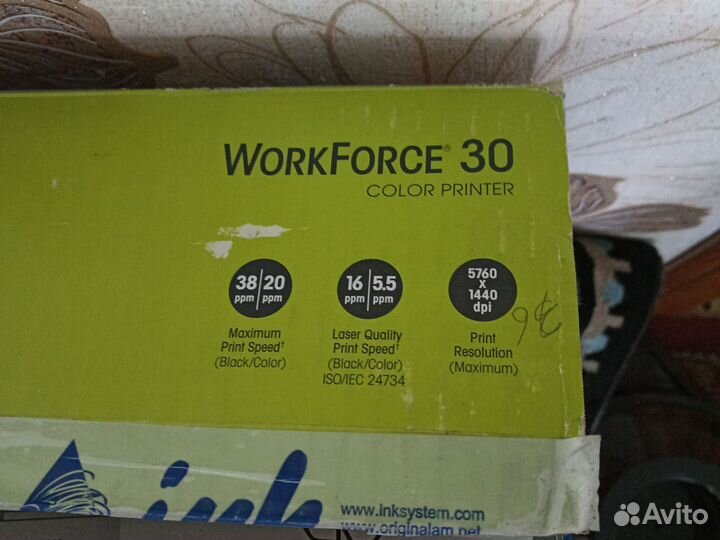 WORKFORCE® 30
COLOR PRINTER
38 ppm | 20 ppm
Maximum
Print Speed†
(Black/Color)
16 ppm | 5.5 ppm
Laser Quality
Print Speed†
(Black/Color)
ISO/IEC 24734
5760
x
1440
dpi
Print
Resolution
(Maximum)
ink
www.inksystem.com
www.originalam.net
Avito